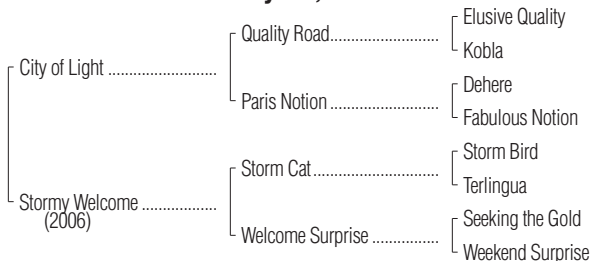 Elusive Quality
Quality Road
Kobla
City of Light
Dehere
Paris Notion
Fabulous Notion
Storm Bird
Storm Cat
Terlingua
Stormy Welcome
(2006)
Seeking the Gold
Welcome Surprise
Weekend Surprise